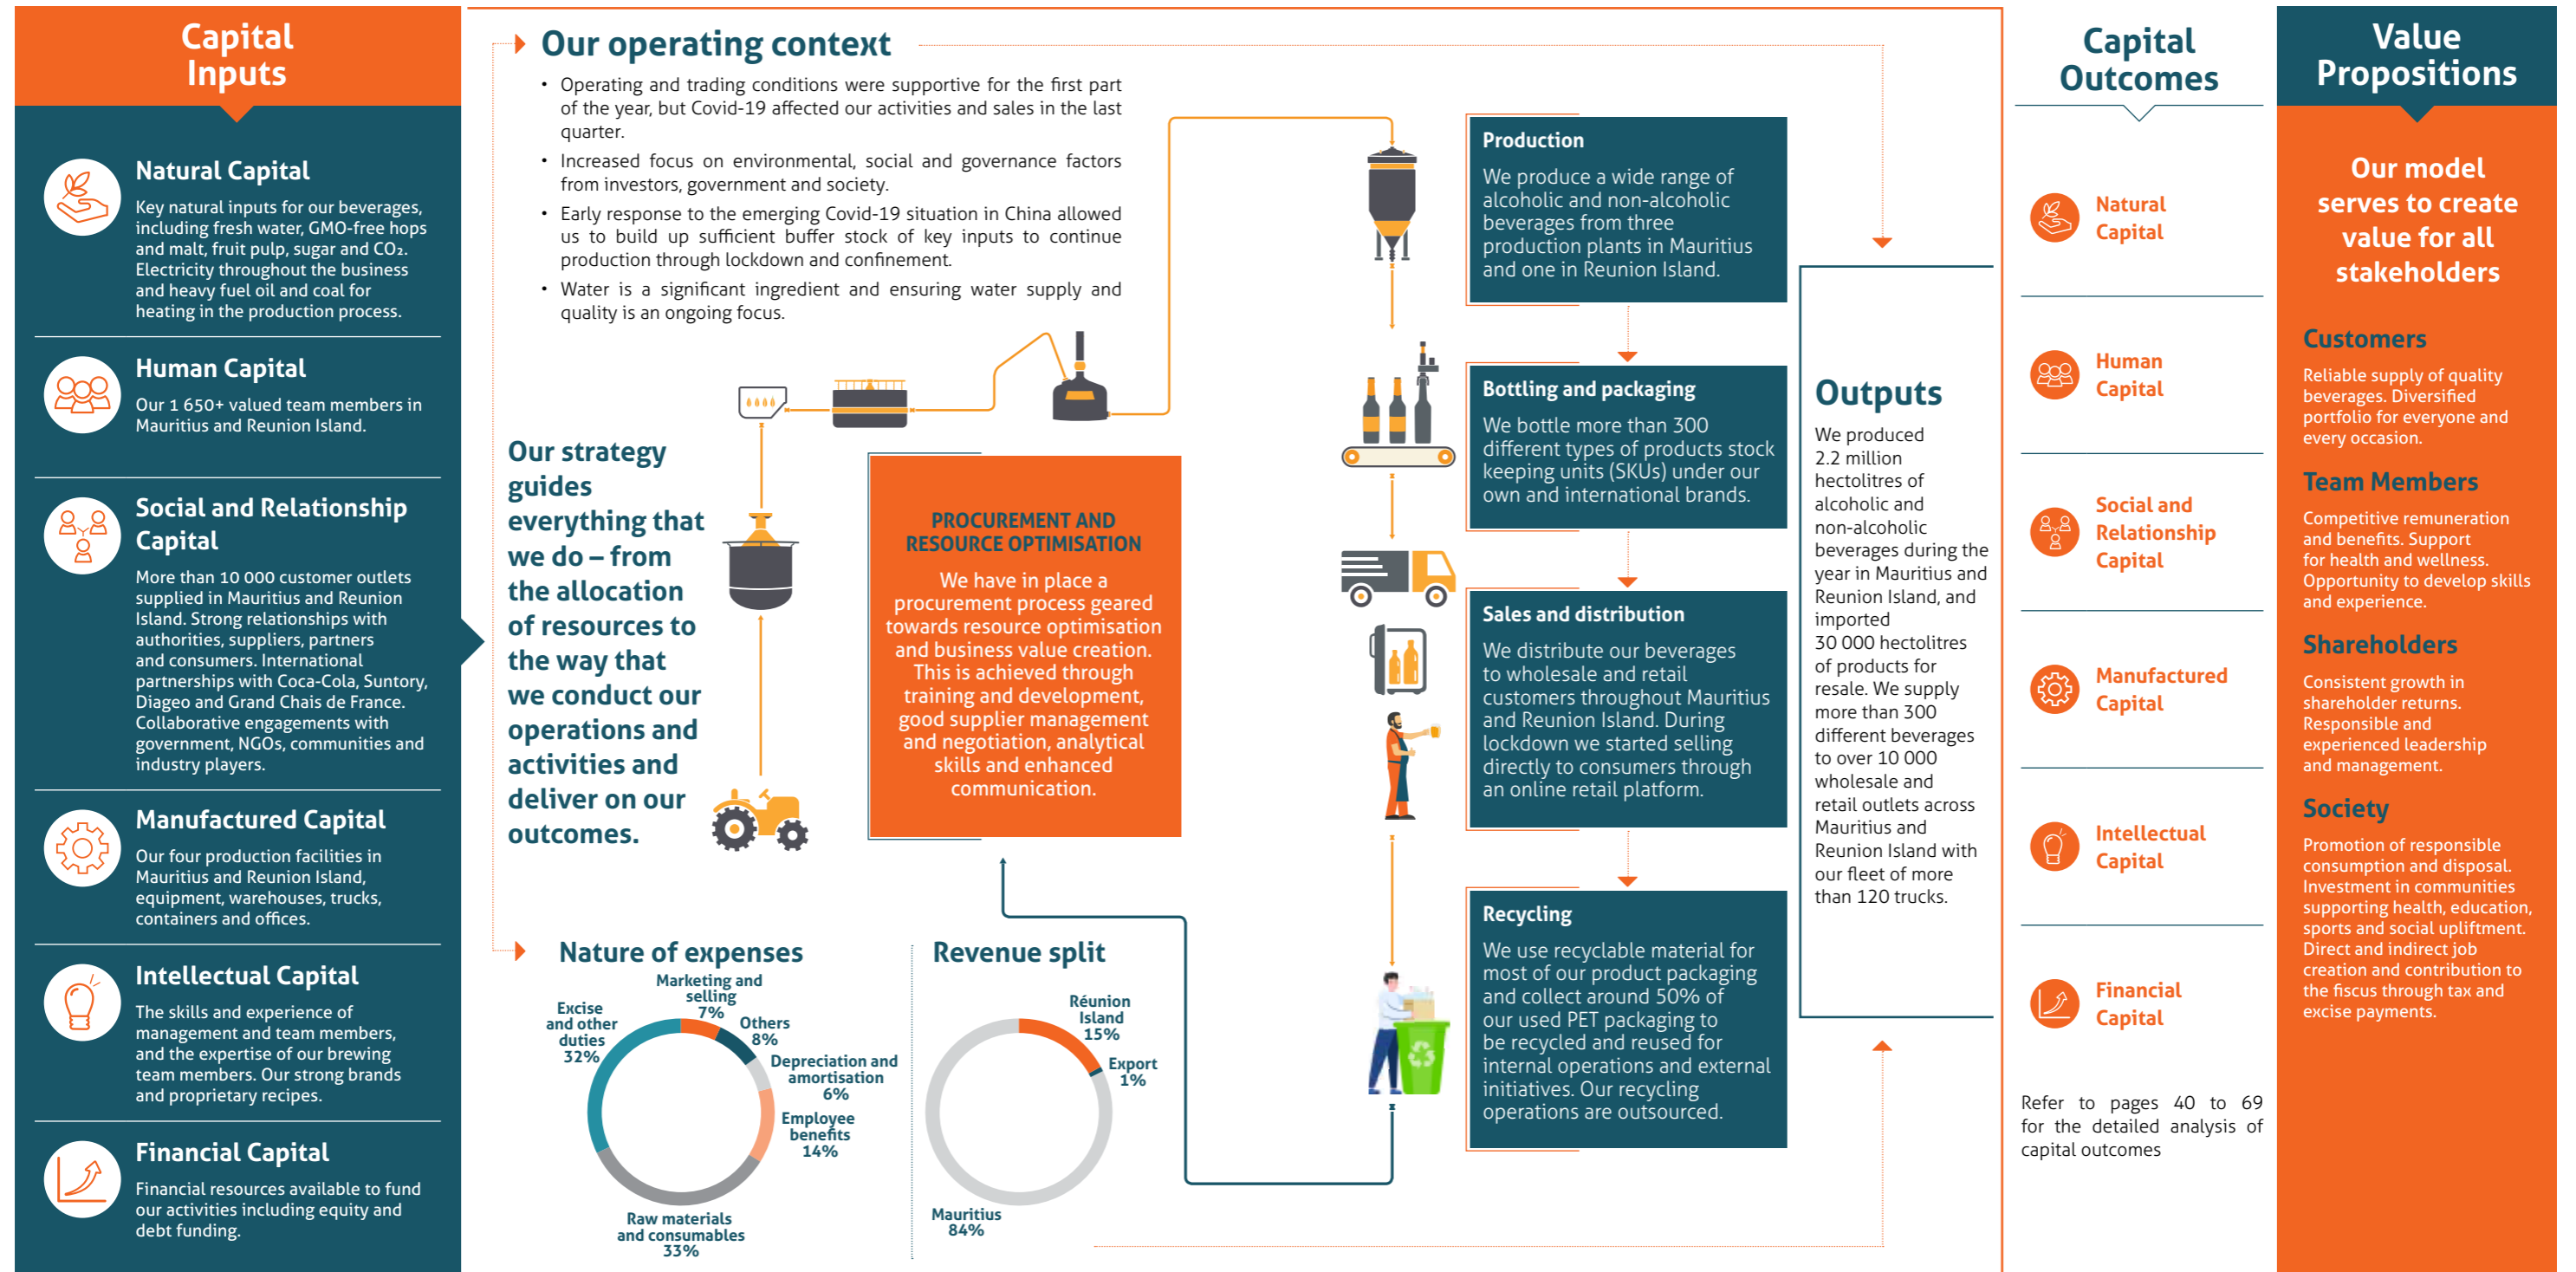 Capital
Inputs
Natural Capital
Key natural inputs for our beverages,
including fresh water, GMO-free hops
and malt, fruit pulp, sugar and CO₂.
Electricity throughout the business
and heavy fuel oil and coal for
heating in the production process.
Human Capital
Our 1 650+ valued team members in
Mauritius and Reunion Island.
Social and Relationship
Capital
More than 10 000 customer outlets
supplied in Mauritius and Reunion
Island. Strong relationships with
authorities, suppliers, partners
and consumers. International
partnerships with Coca-Cola, Suntory,
Diageo and Grand Chais de France.
Collaborative engagements with
government, NGOs, communities and
industry players.
Manufactured Capital
Our four production facilities in
Mauritius and Reunion Island,
equipment, warehouses, trucks,
containers and offices.
Intellectual Capital
The skills and experience of
management and team members,
and the expertise of our brewing
team members. Our strong brands
and proprietary recipes.
Financial Capital
Financial resources available to fund
our activities including equity and
debt funding.
Our operating context
• Operating and trading conditions were supportive for the first part
of the year, but Covid-19 affected our activities and sales in the last
quarter.
• Increased focus on environmental, social and governance factors
from investors, government and society.
• Early response to the emerging Covid-19 situation in China allowed
us to build up sufficient buffer stock of key inputs to continue
production through lockdown and confinement.
• Water is a significant ingredient and ensuring water supply and
quality is an ongoing focus.
Our strategy
guides
everything that
we do – from
the allocation
of resources to
the way that
we conduct our
operations and
activities and
deliver on our
outcomes.
PROCUREMENT AND
RESOURCE OPTIMISATION
We have in place a
procurement process geared
towards resource optimisation
and business value creation.
This is achieved through
training and development,
good supplier management
and negotiation, analytical
skills and enhanced
communication.
Nature of expenses
Marketing and
selling
7%
Excise
and other
duties
32%
Others
8%
Depreciation and
amortisation
6%
Employee
benefits
14%
Raw materials
and consumables
33%
Revenue split
Réunion
Island
15%
Export
1%
Mauritius
84%
Production
We produce a wide range of
alcoholic and non-alcoholic
beverages from three
production plants in Mauritius
and one in Reunion Island.
Bottling and packaging
We bottle more than 300
different types of products stock
keeping units (SKUs) under our
own and international brands.
Sales and distribution
We distribute our beverages
to wholesale and retail
customers throughout Mauritius
and Reunion Island. During
lockdown we started selling
directly to consumers through
an online retail platform.
Recycling
We use recyclable material for
most of our product packaging
and collect around 50% of
our used PET packaging to
be recycled and reused for
internal operations and external
initiatives. Our recycling
operations are outsourced.
Outputs
We produced
2.2 million
hectolitres of
alcoholic and
non-alcoholic
beverages during the
year in Mauritius and
Reunion Island, and
imported
30 000 hectolitres
of products for
resale. We supply
more than 300
different beverages
to over 10 000
wholesale and
retail outlets across
Mauritius and
Reunion Island with
our fleet of more
than 120 trucks.
Capital
Outcomes
Natural
Capital
Human
Capital
Social and
Relationship
Capital
Manufactured
Capital
Intellectual
Capital
Financial
Capital
Refer to pages 40 to 69
for the detailed analysis of
capital outcomes
Value
Propositions
Our model
serves to create
value for all
stakeholders
Customers
Reliable supply of quality
beverages. Diversified
portfolio for everyone and
every occasion.
Team Members
Competitive remuneration
and benefits. Support
for health and wellness.
Opportunity to develop skills
and experience.
Shareholders
Consistent growth in
shareholder returns.
Responsible and
experienced leadership
and management.
Society
Promotion of responsible
consumption and disposal.
Investment in communities
supporting health, education,
sports and social upliftment.
Direct and indirect job
creation and contribution to
the fiscus through tax and
excise payments.